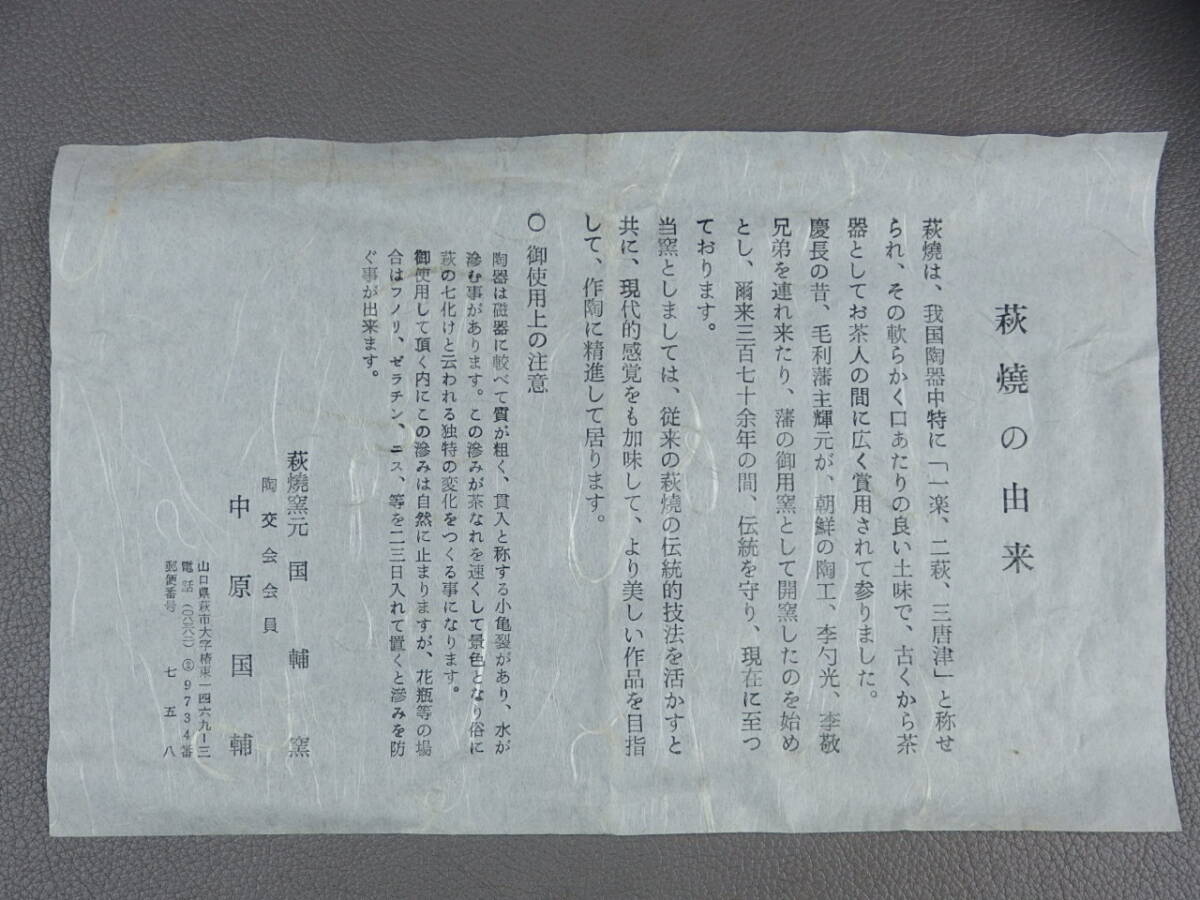 萩燒の由来
萩燒は、我国陶器中特に「一楽、二萩、三唐津」と称せ
られ、その軟らかく口あたりの良い土味で、古くから茶
器としてお茶人の間に広く賞用されて参りました。
慶長の昔、毛利藩主輝元が、朝鮮の陶工、李勺光、李敬
兄弟を連れ来たり、藩の御用窯として開窯したのを始め
とし、爾来三百七十余年の間、伝統を守り、現在に至つ
ております。
当窯としましては、従来の萩燒の伝統的技法を活かすと
共に、現代的感覚をも加味して、より美しい作品を目指
して、作陶に精進して居ります。
〇 御使用上の注意
陶器は磁器に較べて質が粗く、貫入と称する小亀裂があり、水が
滲む事があります。この滲みが茶なれを速くして景色となり俗に
萩の七化けと云われる独特の変化をつくる事になります。
御使用して頂く内にこの滲みは自然に止まりますが、花瓶等の場
合はフノリ、ゼラチン、ニス、等を二三日入れて置くと滲みを防
ぐ事が出来ます。
萩燒窯元 国輔窯
陶交会会員
中原国輔
山口県萩市大字椿東一四六九ー三
電話(〇八三八二)②9734番
郵便番号 七五八